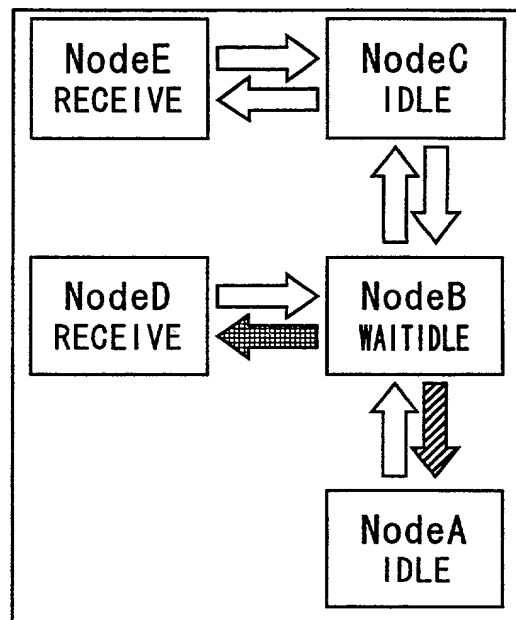 NodeE
RECEIVE
NodeC
IDLE
NodeD
RECEIVE
NodeB
WAITIDLE
NodeA
IDLE